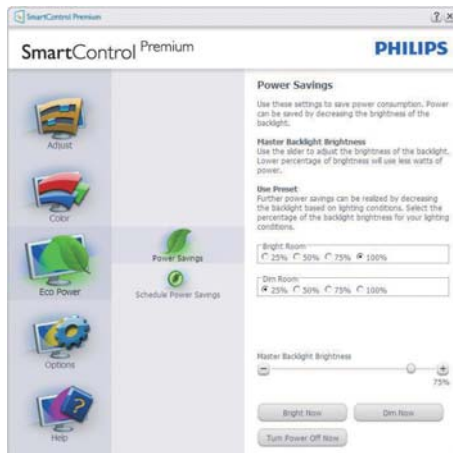 SmartControl Premium
SmartControl Premium
PHILIPS
Adjust
Color
Eco Power
Options
Help
Power Savings
Schedule Power Savings
Power Savings
Use these settings to save power consumption. Power
can be saved by decreasing the brightness of the
backlight.
Master Backlight Brightness
Use the slider to adjust the brightness of the backlight.
Lower percentage of brightness will use less watts of
power.
Use Preset
Further power savings can be realized by decreasing
the backlight based on lighting conditions. Select the
percentage of the backlight brightness for your lighting
conditions.
Bright Room
25% 50% 75% 100%
Dim Room
25% 50% 75% 100%
Master Backlight Brightness
75%
Bright Now Dim Now
Turn Power Off Now